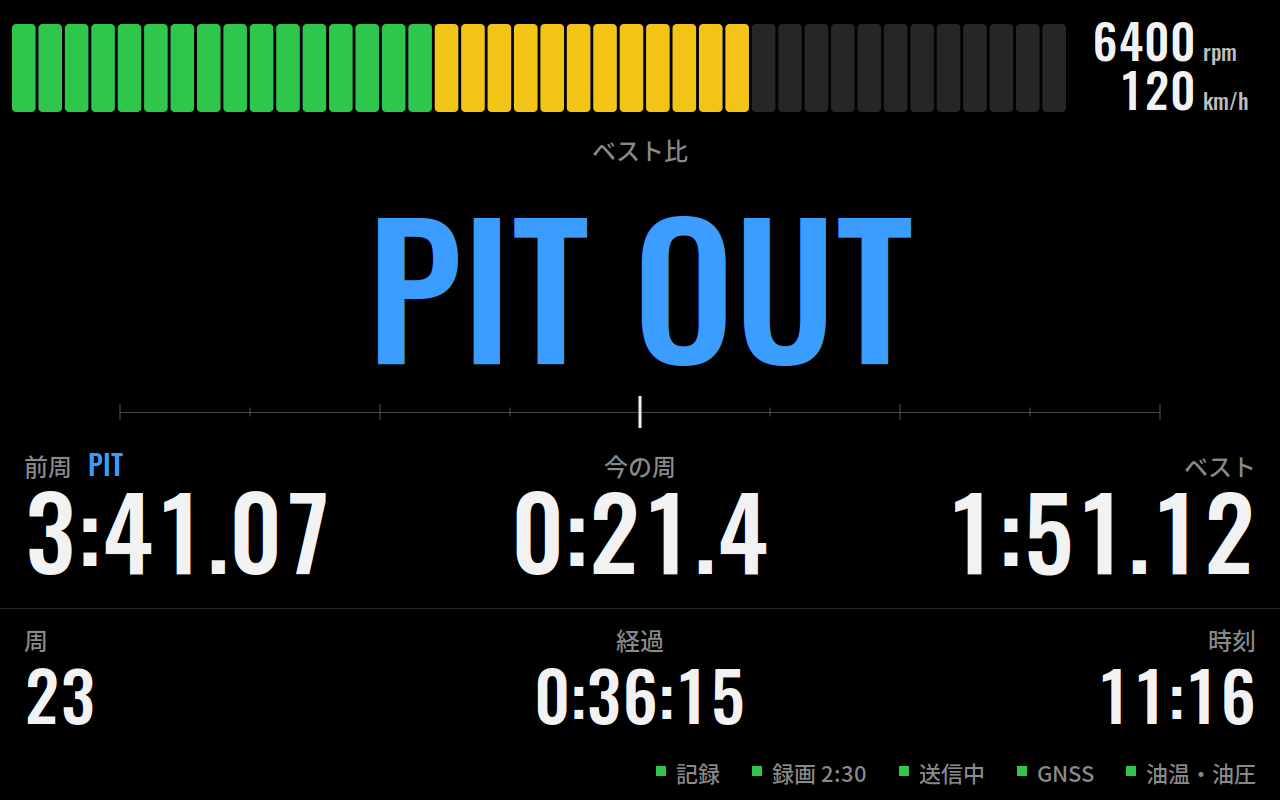 6400 rpm
120 km/h
ベスト比
PIT OUT
前周 PIT 今の周 ベスト
3:41.07 0:21.4 1:51.12
周 経過 時刻
23 0:36:15 11:16
記録 録画 2:30 送信中 GNSS 油温・油圧